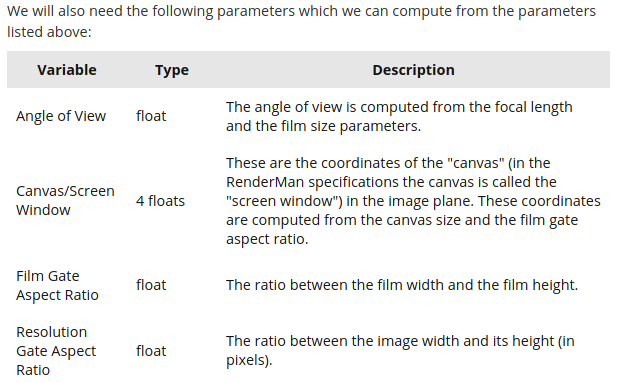 We will also need the following parameters which we can compute from the parameters
listed above:
Variable Type Description
Angle of View float The angle of view is computed from the focal length
and the film size parameters.
Canvas/Screen
Window
4 floats
These are the coordinates of the "canvas" (in the
RenderMan specifications the canvas is called the
"screen window") in the image plane. These coordinates
are computed from the canvas size and the film gate
aspect ratio.
Film Gate
Aspect Ratio
float
The ratio between the film width and the film height.
Resolution
Gate Aspect
Ratio
float
The ratio between the image width and its height (in
pixels).